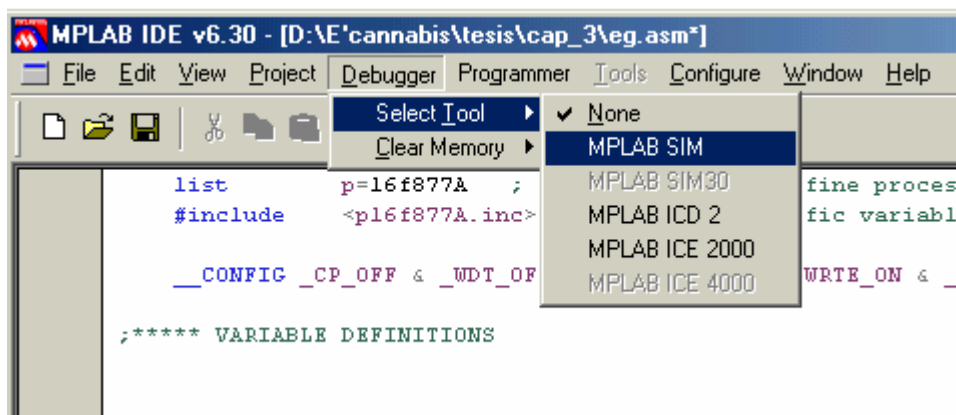 MPLAB IDE v6.30 - [D:\E'cannabis\tesis\cap_3\eg.asm*]
File Edit View Project Debugger Programmer Tools Configure Window Help
Select Tool None
Clear Memory MPLAB SIM
list p=16f877A ; MPLAB SIM30 fine proces
#include <p16f877A.inc> MPLAB ICD 2 fic variabl
MPLAB ICE 2000
__CONFIG _CP_OFF & _WDT_OF MPLAB ICE 4000 WRTE_ON & _
;***** VARIABLE DEFINITIONS